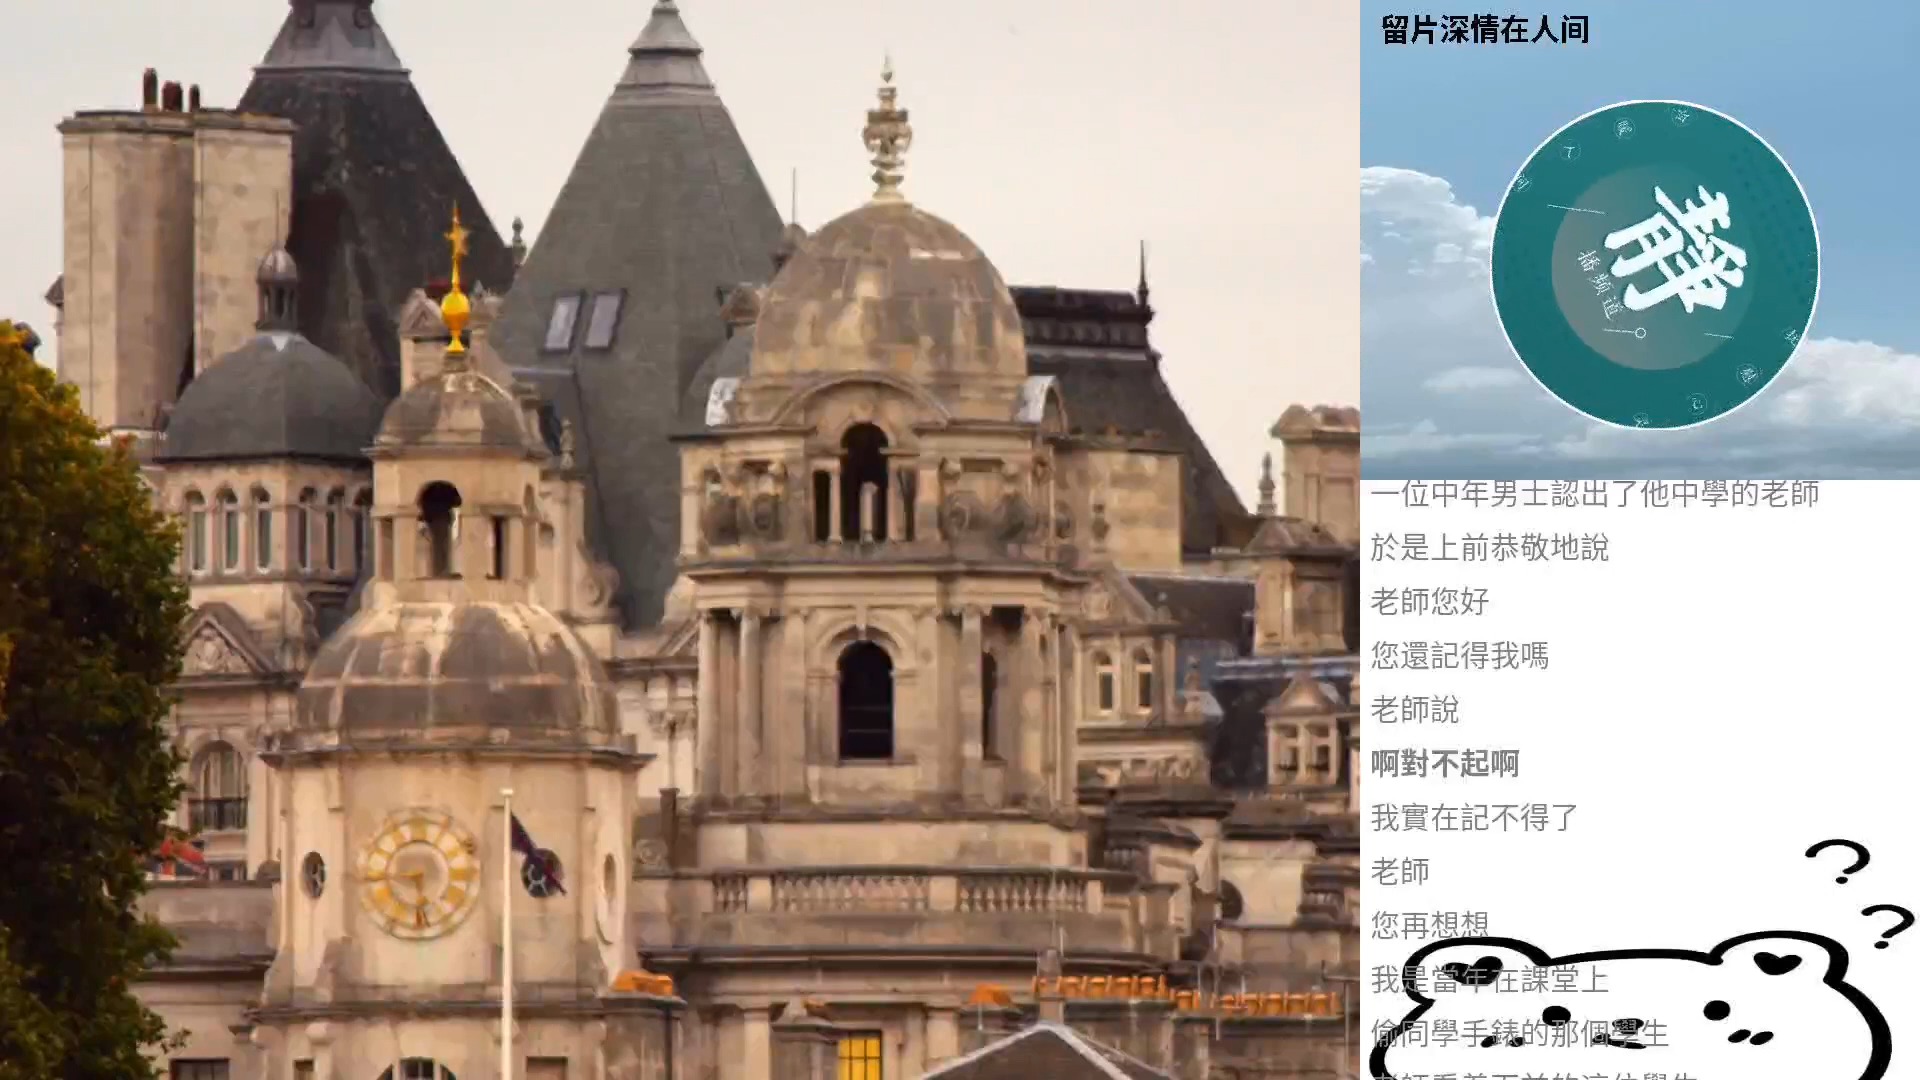 留片深情在人间
静
播频道
一位中年男士認出了他中學的老師
於是上前恭敬地說
老師您好
您還記得我嗎
老師說
啊對不起啊
我實在記不得了
老師
您再想想
我是當年在課堂上
偷同學手錶的那個學生